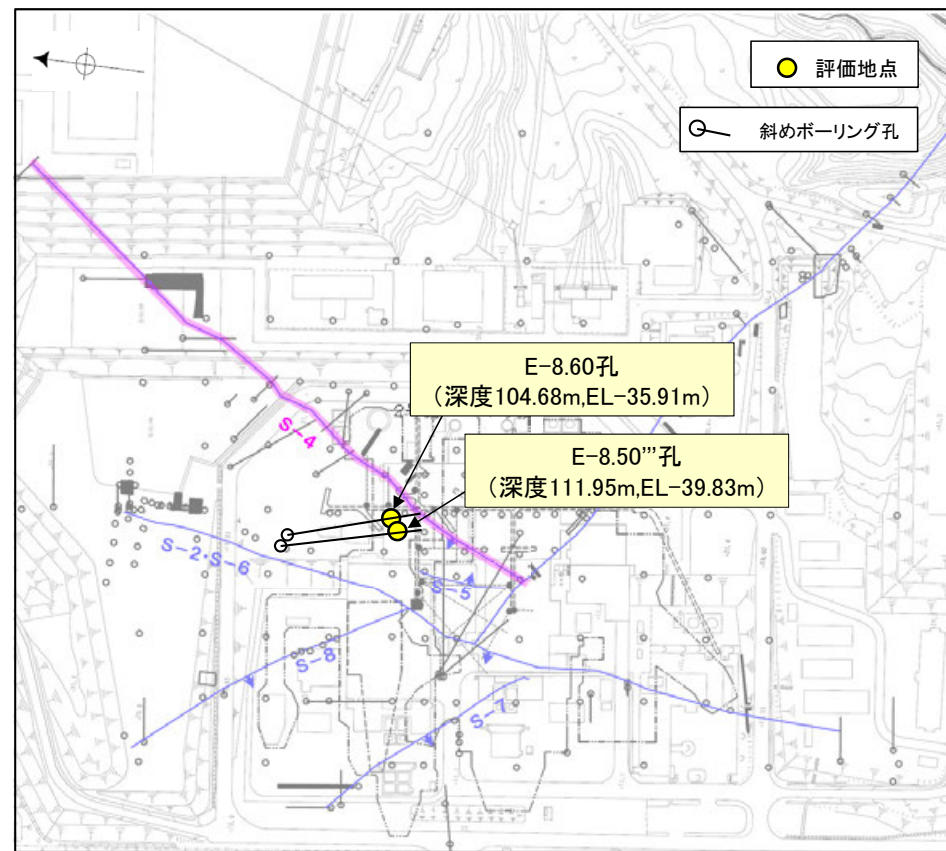 評価地点
斜めボーリング孔
E-8.60孔
（深度104.68m,EL-35.91m）
S-4
E-8.50'''孔
（深度111.95m,EL-39.83m）
S-2・S-6
S-5
S-8
S-7